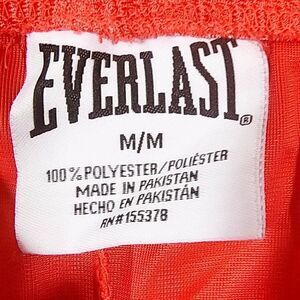 EVERLAST®
M/M
100% POLYESTER/POLIÉSTER
MADE IN PAKISTAN
HECHO EN PAKISTÁN
RN#155378